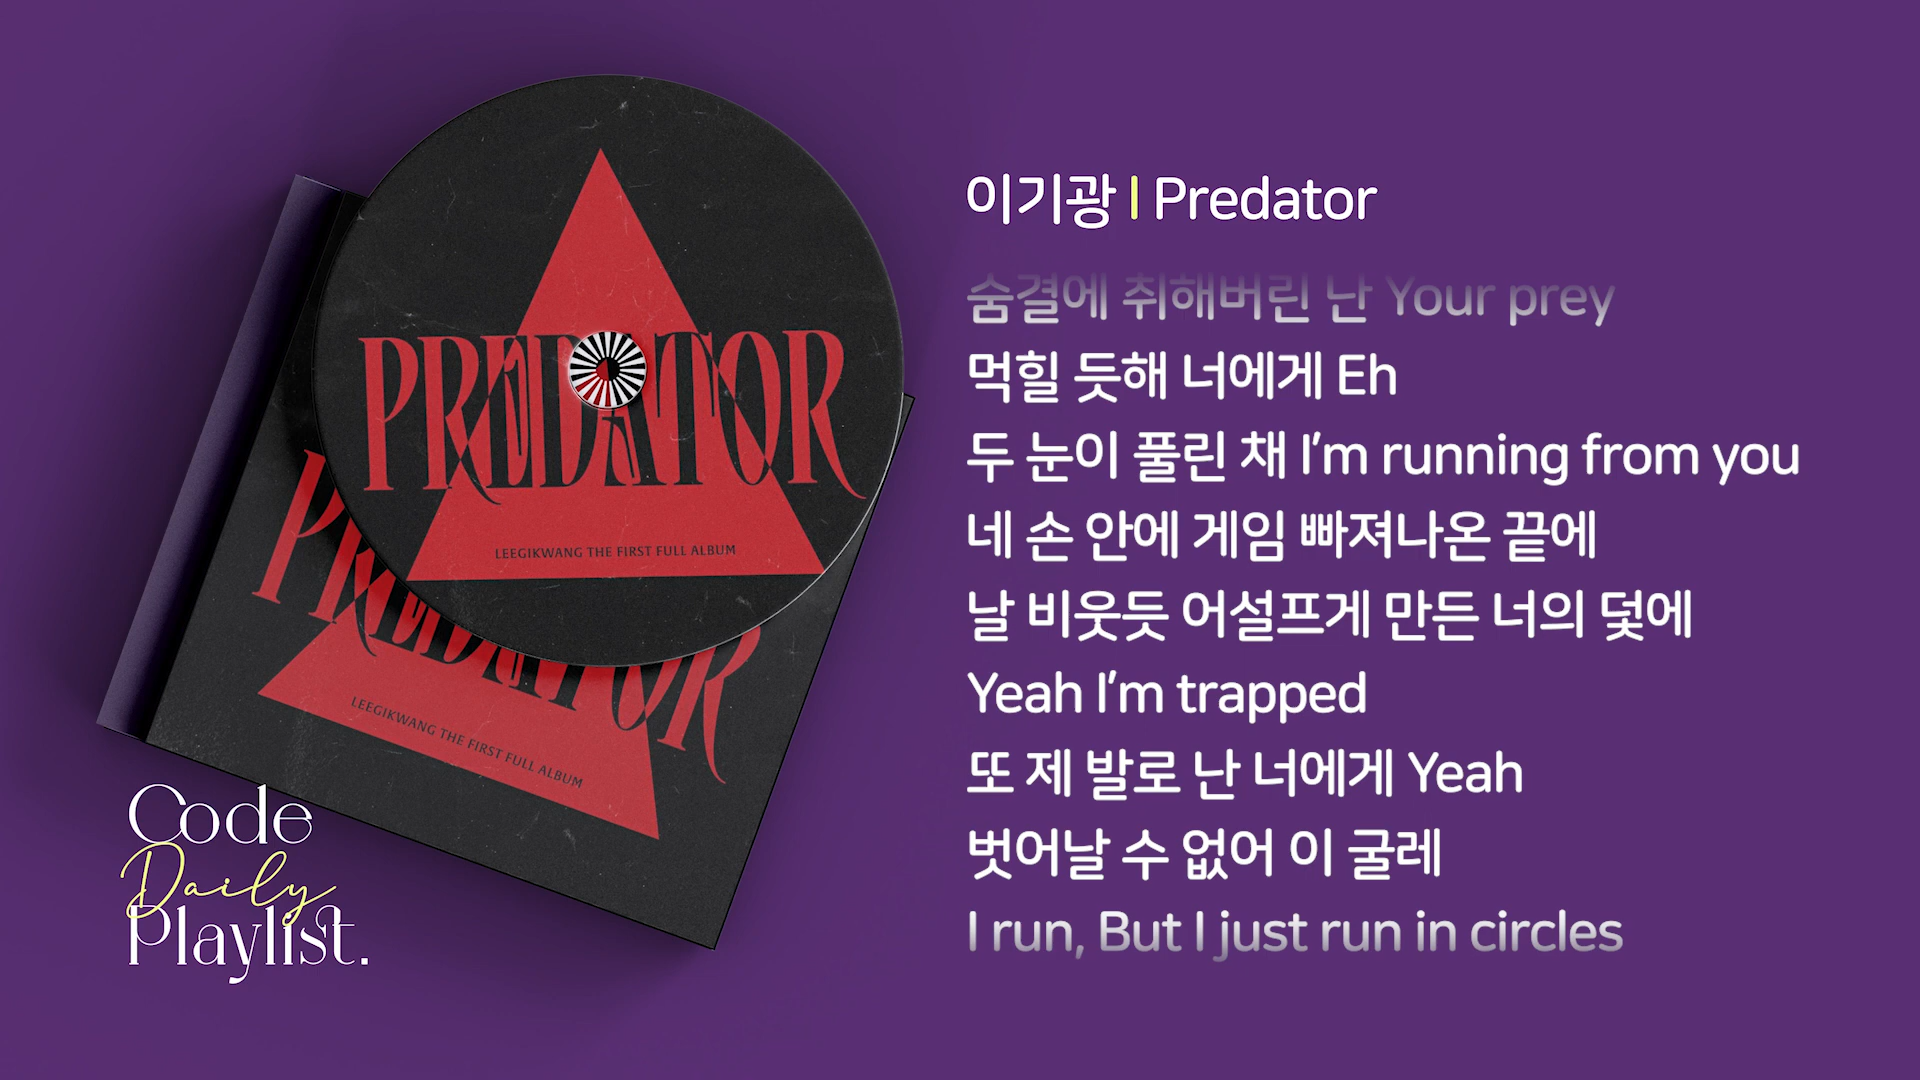 이기광 | Predator
숨결에 취해버린 난 Your prey
먹힐 듯해 너에게 Eh
두 눈이 풀린 채 I'm running from you
네 손 안에 게임 빠져나온 끝에
날 비웃듯 어설프게 만든 너의 덫에
Yeah I'm trapped
또 제 발로 난 너에게 Yeah
벗어날 수 없어 이 굴레
I run, But I just run in circles
PREDATOR
LEEGIKWANG THE FIRST FULL ALBUM
PREDATOR
LEEGIKWANG THE FIRST FULL ALBUM
Code
Daily
Playlist.